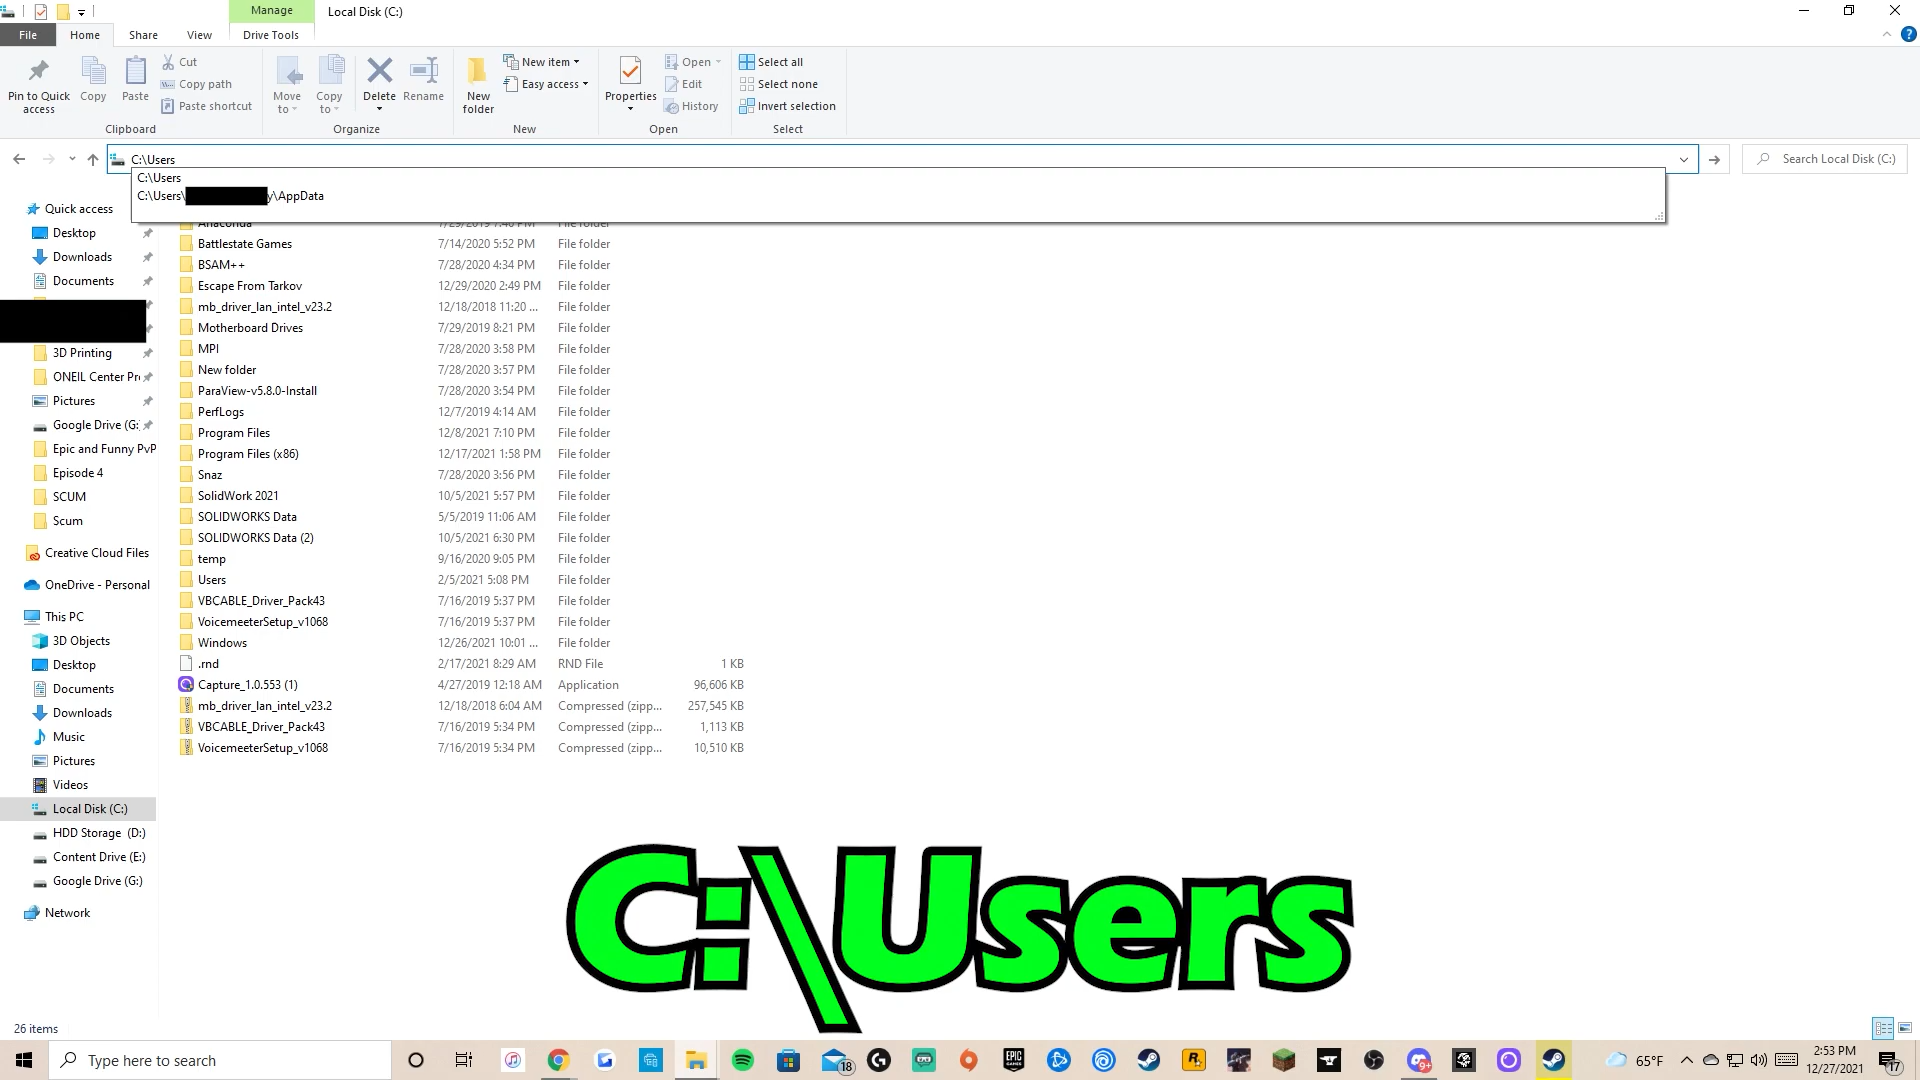 Manage
Local Disk (C:)
File
Home
Share
View
Drive Tools
Pin to Quick access
Copy
Paste
Cut
Copy path
Paste shortcut
Clipboard
Move to
Copy to
Delete
Rename
Organize
New folder
New item
Easy access
New
Properties
Open
Edit
History
Open
Select all
Select none
Invert selection
Select
C:\Users
Search Local Disk (C:)
C:\Users
C:\Users\ y\AppData
Quick access
Desktop
Downloads
Documents
3D Printing
ONEIL Center Pr
Pictures
Google Drive (G:
Epic and Funny PvP
Episode 4
SCUM
Scum
Creative Cloud Files
OneDrive - Personal
This PC
3D Objects
Desktop
Documents
Downloads
Music
Pictures
Videos
Local Disk (C:)
HDD Storage (D:)
Content Drive (E:)
Google Drive (G:)
Network
Anaconda 7/29/2019 7:40 PM File folder
Battlestate Games 7/14/2020 5:52 PM File folder
BSAM++ 7/28/2020 4:34 PM File folder
Escape From Tarkov 12/29/2020 2:49 PM File folder
mb_driver_lan_intel_v23.2 12/18/2018 11:20 ... File folder
Motherboard Drives 7/29/2019 8:21 PM File folder
MPI 7/28/2020 3:58 PM File folder
New folder 7/28/2020 3:57 PM File folder
ParaView-v5.8.0-Install 7/28/2020 3:54 PM File folder
PerfLogs 12/7/2019 4:14 AM File folder
Program Files 12/8/2021 7:10 PM File folder
Program Files (x86) 12/17/2021 1:58 PM File folder
Snaz 7/28/2020 3:56 PM File folder
SolidWork 2021 10/5/2021 5:57 PM File folder
SOLIDWORKS Data 5/5/2019 11:06 AM File folder
SOLIDWORKS Data (2) 10/5/2021 6:30 PM File folder
temp 9/16/2020 9:05 PM File folder
Users 2/5/2021 5:08 PM File folder
VBCABLE_Driver_Pack43 7/16/2019 5:37 PM File folder
VoicemeeterSetup_v1068 7/16/2019 5:37 PM File folder
Windows 12/26/2021 10:01 ... File folder
.rnd 2/17/2021 8:29 AM RND File 1 KB
Capture_1.0.553 (1) 4/27/2019 12:18 AM Application 96,606 KB
mb_driver_lan_intel_v23.2 12/18/2018 6:04 AM Compressed (zipp... 257,545 KB
VBCABLE_Driver_Pack43 7/16/2019 5:34 PM Compressed (zipp... 1,113 KB
VoicemeeterSetup_v1068 7/16/2019 5:34 PM Compressed (zipp... 10,510 KB
C:\Users
26 items
Type here to search
18
EPIC GAMES
9+
65°F
2:53 PM
12/27/2021
17